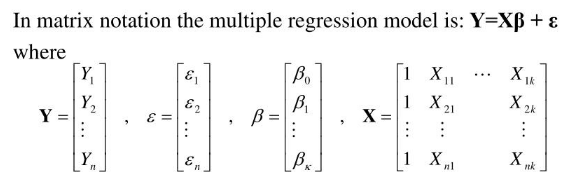 In matrix notation the multiple regression model is: Y=Xβ + ε
where
Y = [Y₁ Y₂ ⋮ Yₙ] , ε = [ε₁ ε₂ ⋮ εₙ] , β = [β₀ β₁ ⋮ βκ] , X = [1 X₁₁ ⋯ X₁ₖ
1 X₂₁ X₂ₖ
⋮ ⋮ ⋮
1 Xₙ₁ Xₙₖ]